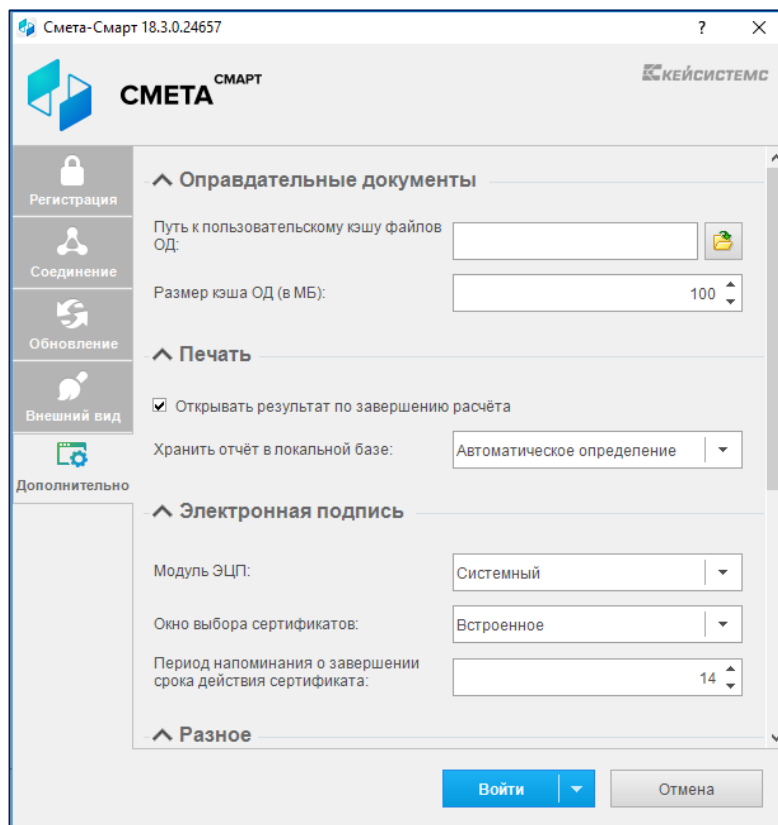 Смета-Смарт 18.3.0.24657
СМЕТА СМАРТ
КЕЙСИСТЕМС
Регистрация
Соединение
Обновление
Внешний вид
Дополнительно
Оправдательные документы
Путь к пользовательскому кэшу файлов
ОД:
Размер кэша ОД (в МБ):
100
Печать
Открывать результат по завершению расчёта
Хранить отчёт в локальной базе:
Автоматическое определение
Электронная подпись
Модуль ЭЦП:
Системный
Окно выбора сертификатов:
Встроенное
Период напоминания о завершении
срока действия сертификата:
14
Разное
Войти
Отмена